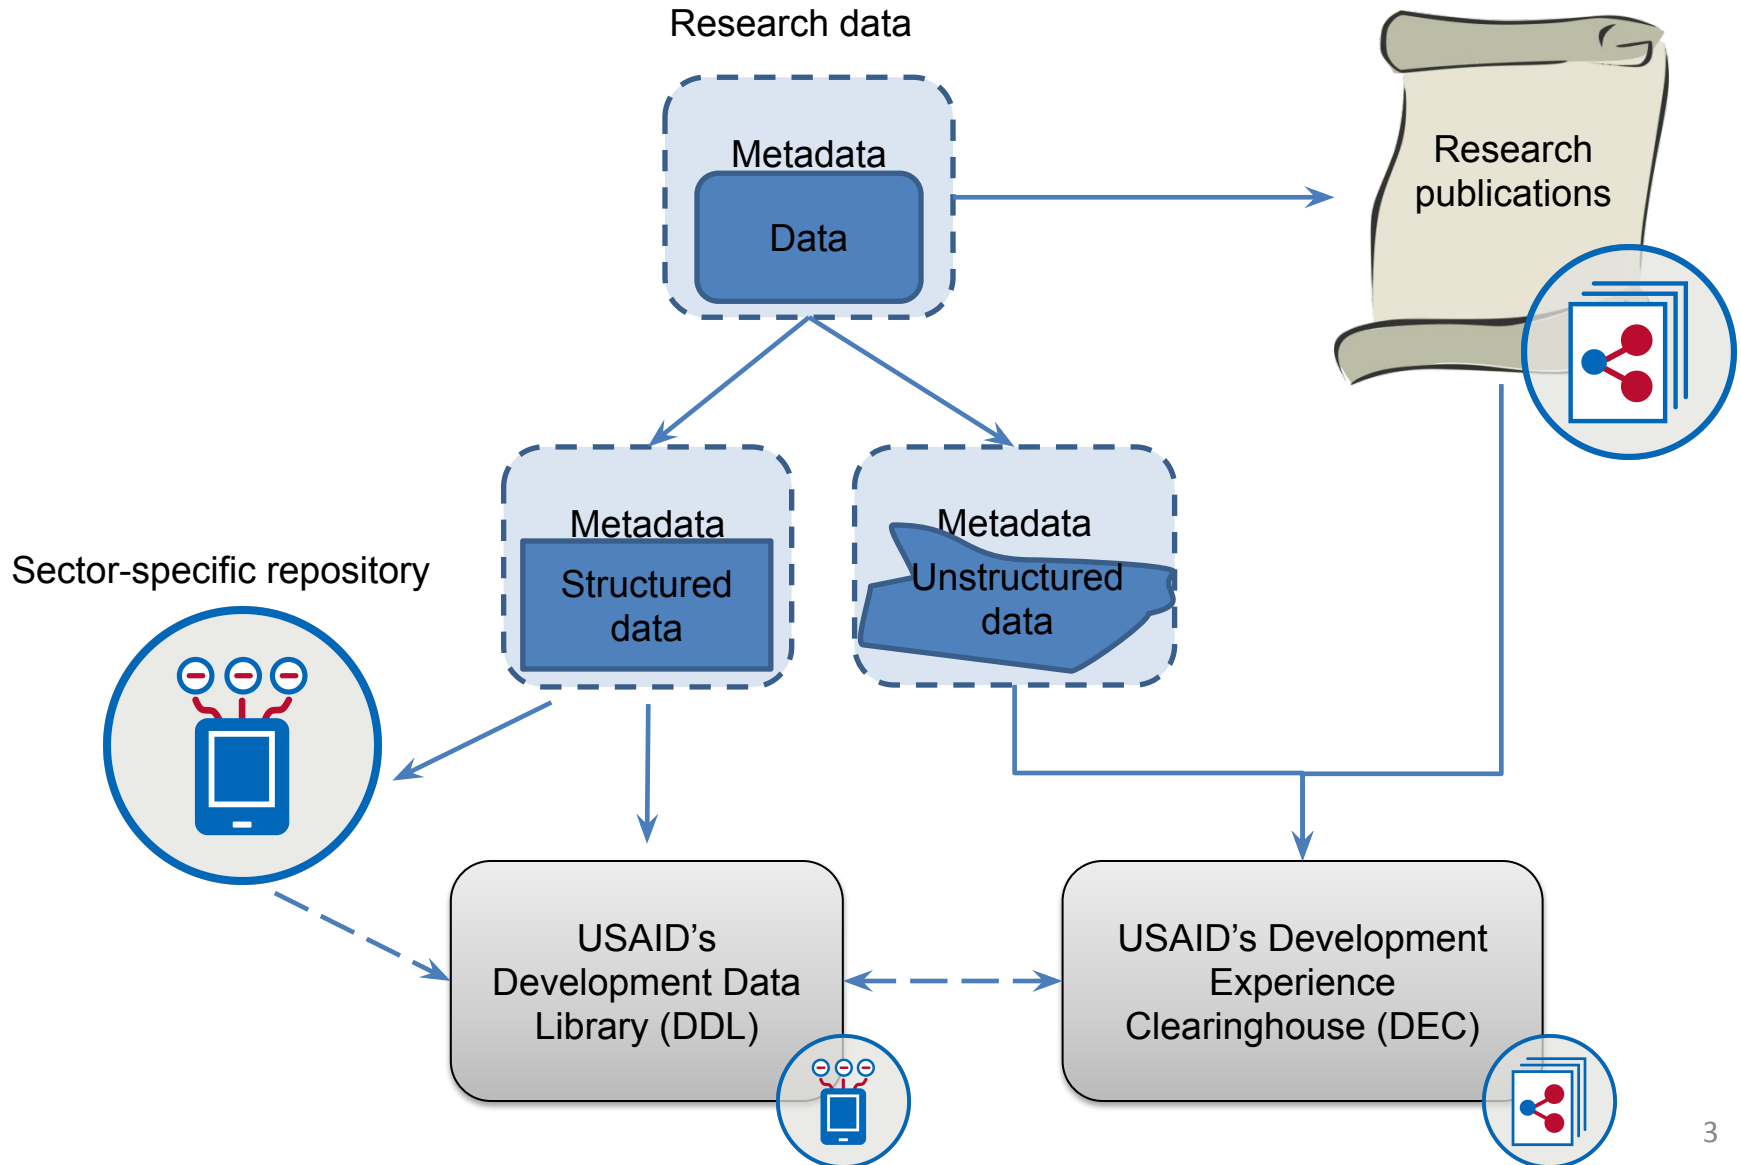 Research data
Metadata
Data
Research
publications
Metadata
Structured
data
Metadata
Unstructured
data
Sector-specific repository
USAID’s
Development Data
Library (DDL)
USAID’s Development
Experience
Clearinghouse (DEC)
3